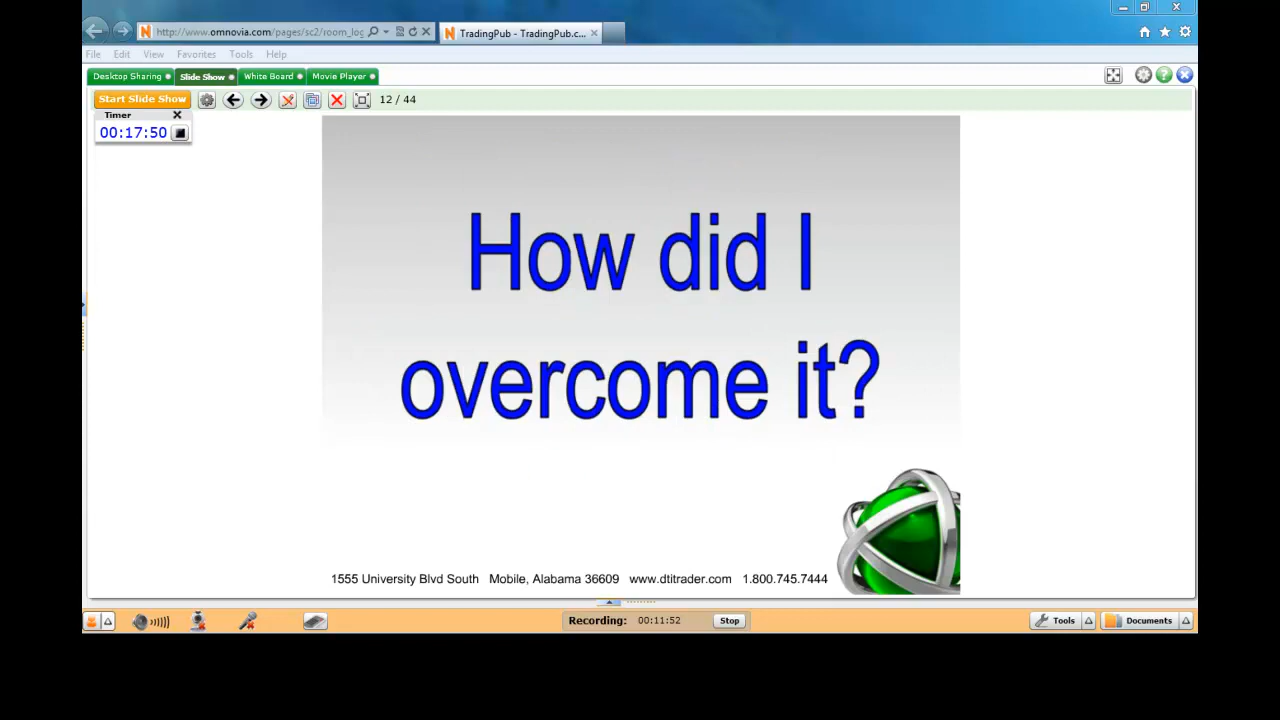 http://www.omnovia.com/pages/sc2/room_log
TradingPub - TradingPub.c...
File Edit View Favorites Tools Help
Desktop Sharing Slide Show White Board Movie Player
Start Slide Show 12 / 44
Timer
00:17:50
How did I
overcome it?
1555 University Blvd South Mobile, Alabama 36609 www.dtitrader.com 1.800.745.7444
Recording: 00:11:52 Stop Tools Documents